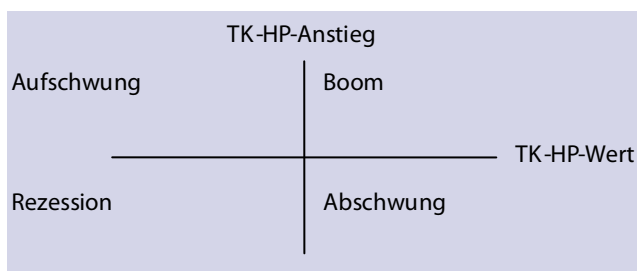 TK-HP-Anstieg
Aufschwung
Boom
TK-HP-Wert
Rezession
Abschwung